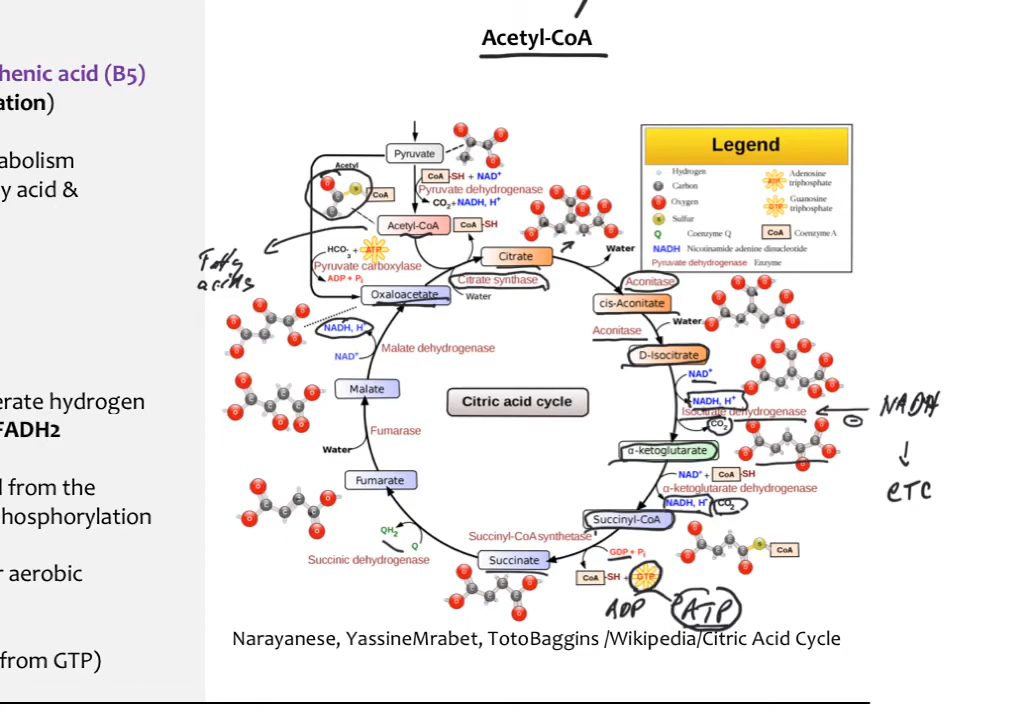 Acetyl-CoA
henic acid (B5)
ation)
abolism
y acid &
erate hydrogen
FADH2
d from the
hosphorylation
r aerobic
from GTP)
Legend
Hydrogen
Carbon
Oxygen
Sulfur
Q Coenzyme Q
NADH Nicotinamide adenine dinucleotide
Pyruvate dehydrogenase Enzyme
ATP Adenosine triphosphate
GTP Guanosine triphosphate
CoA Coenzyme A
Pyruvate
Acetyl
CoA
CoA-SH + NAD+
Pyruvate dehydrogenase
CO2+NADH, H+
Acetyl-CoA
CoA-SH
HCO3- + ATP
Pyruvate carboxylase
ADP + Pi
Fatty
acids
Citrate
Citrate synthase
Water
Water
Aconitase
cis-Aconitate
Water
Aconitase
D-Isocitrate
NAD+
NADH, H+
Isocitrate dehydrogenase
CO2
NADH
ETC
α-ketoglutarate
NAD+ + CoA-SH
α-ketoglutarate dehydrogenase
NADH, H+ CO2
Succinyl-CoA
CoA
Succinyl-CoA synthetase
GDP + Pi
CoA-SH + GTP
ADP ATP
Succinate
Succinic dehydrogenase
QH2
Q
Fumarate
Water
Fumarase
Malate
NAD+
Malate dehydrogenase
NADH, H+
Oxaloacetate
Citric acid cycle
Narayanese, YassineMrabet, TotoBaggins /Wikipedia/Citric Acid Cycle